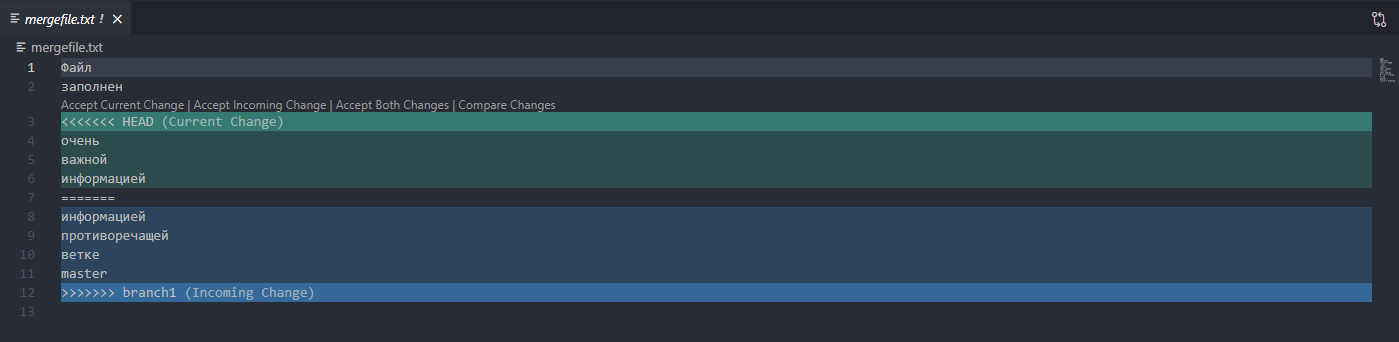 mergefile.txt !
mergefile.txt
1 Файл
2 заполнен
Accept Current Change | Accept Incoming Change | Accept Both Changes | Compare Changes
3 <<<<<<< HEAD (Current Change)
4 очень
5 важной
6 информацией
7 =======
8 информацией
9 противоречащей
10 ветке
11 master
12 >>>>>>> branch1 (Incoming Change)
13